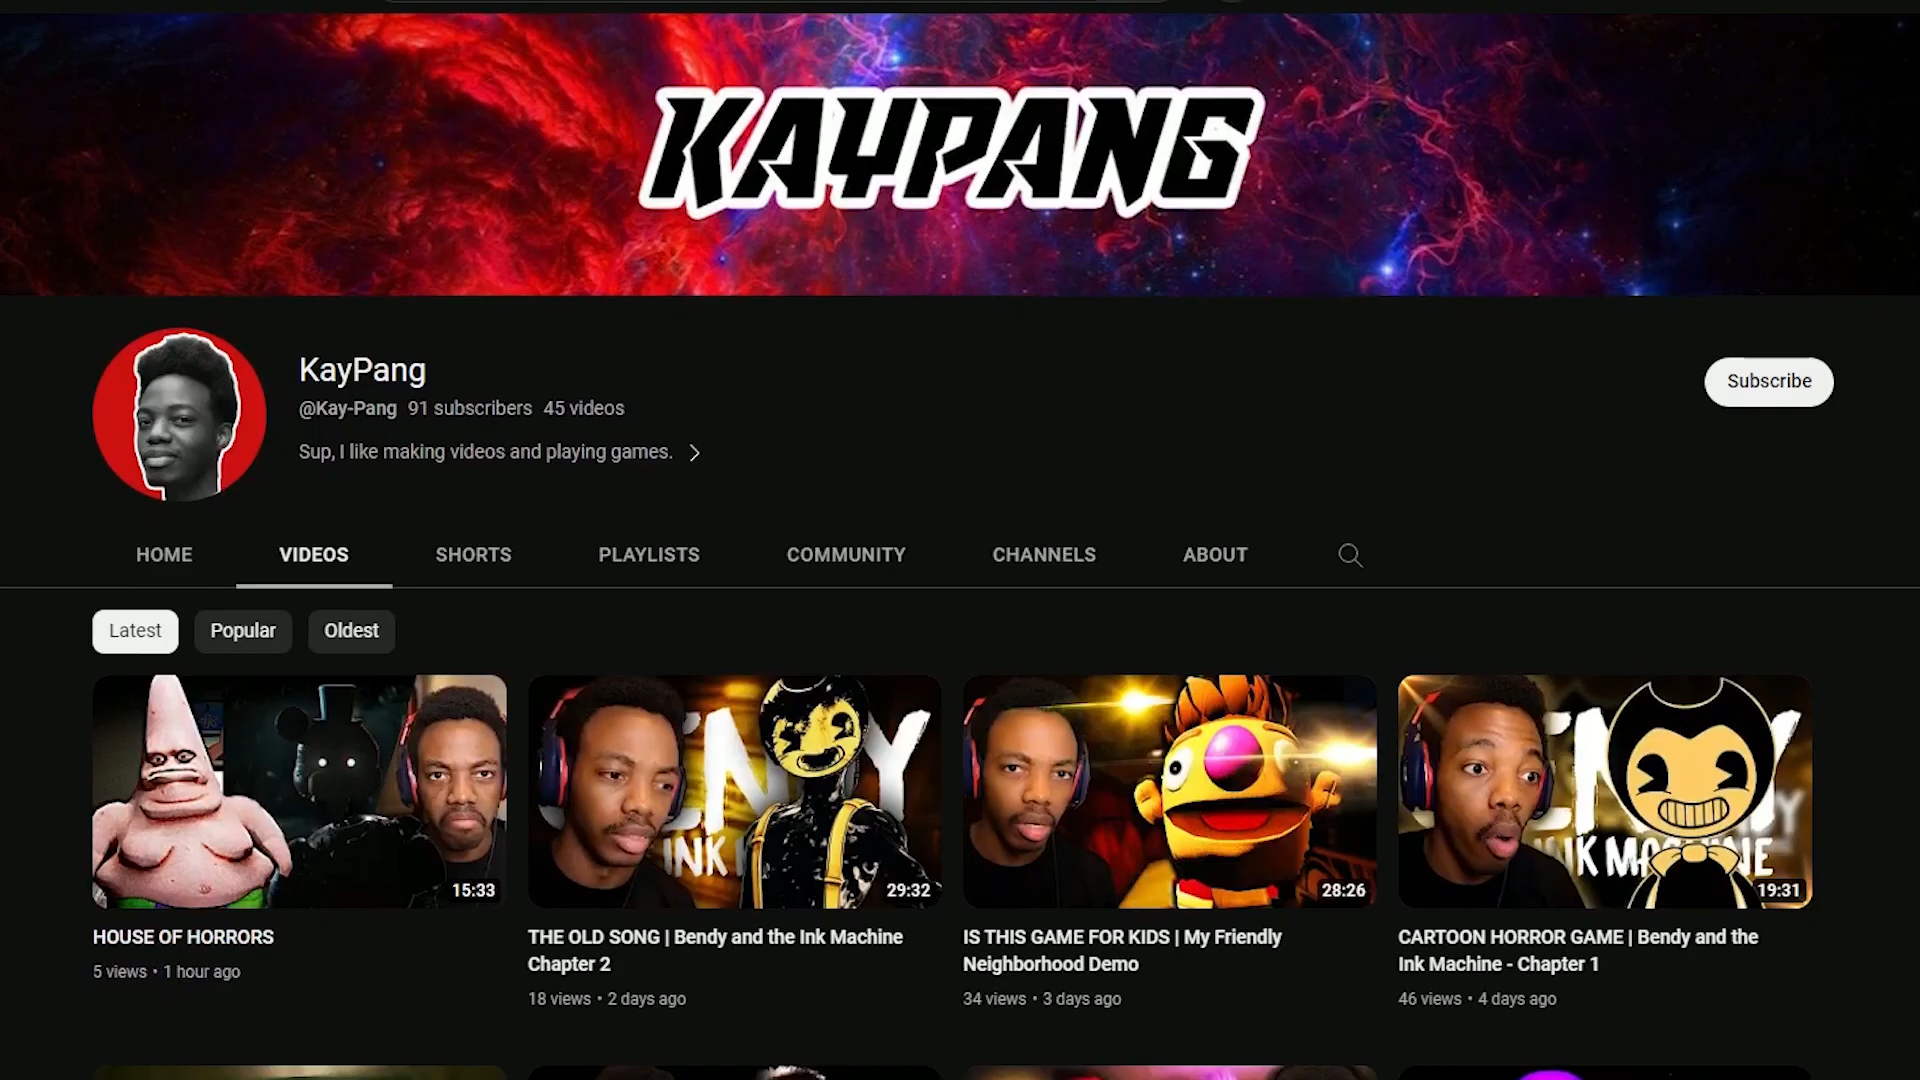 KAYPANG
KayPang
@Kay-Pang 91 subscribers 45 videos
Sup, I like making videos and playing games.
Subscribe
HOME VIDEOS SHORTS PLAYLISTS COMMUNITY CHANNELS ABOUT
Latest Popular Oldest
15:33
ENDY
INK
29:32
28:26
INK MACHINE
19:31
HOUSE OF HORRORS
5 views • 1 hour ago
THE OLD SONG | Bendy and the Ink Machine
Chapter 2
18 views • 2 days ago
IS THIS GAME FOR KIDS | My Friendly
Neighborhood Demo
34 views • 3 days ago
CARTOON HORROR GAME | Bendy and the
Ink Machine - Chapter 1
46 views • 4 days ago